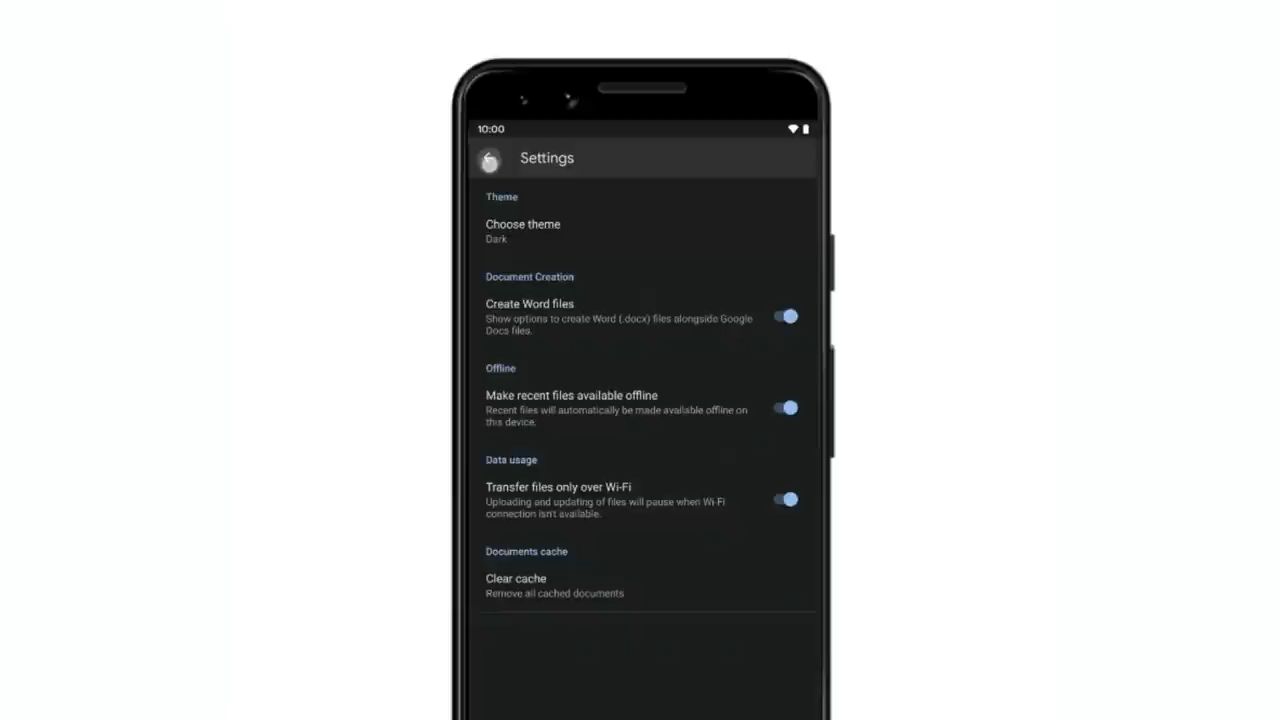 10:00
Settings
Theme
Choose theme
Dark
Document Creation
Create Word files
Show options to create Word (.docx) files alongside Google
Docs files.
Offline
Make recent files available offline
Recent files will automatically be made available offline on
this device.
Data usage
Transfer files only over Wi-Fi
Uploading and updating of files will pause when Wi-Fi
connection isn't available.
Documents cache
Clear cache
Remove all cached documents